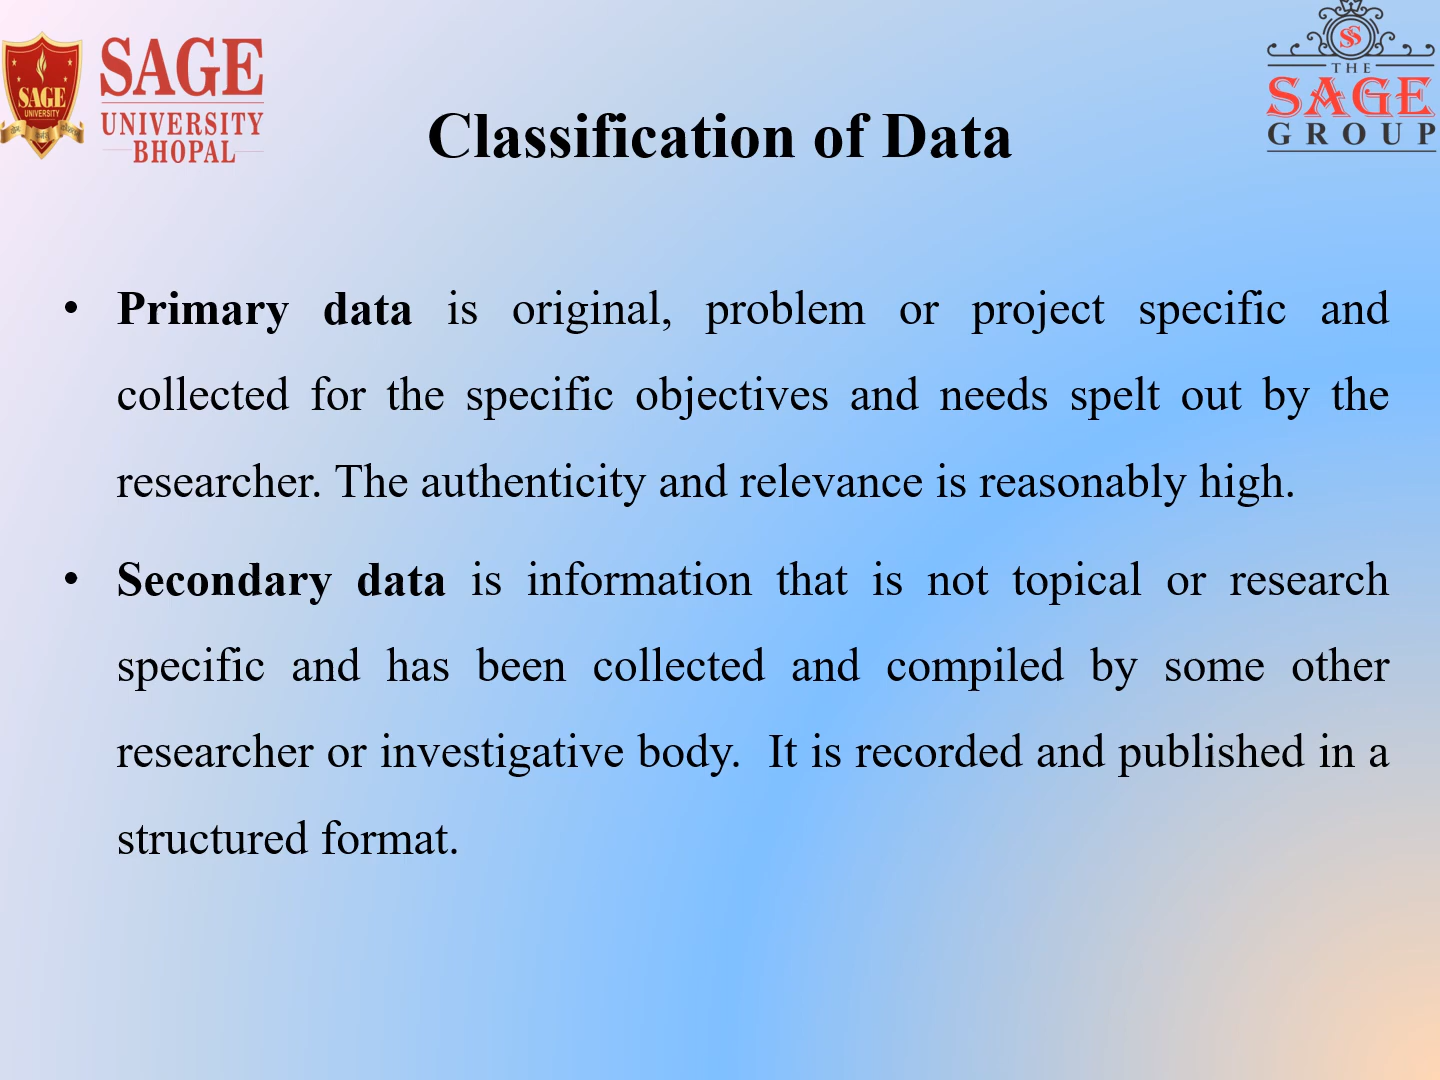 SAGE
UNIVERSITY
BHOPAL
SAGE
UNIVERSITY
THE
SAGE
GROUP
Classification of Data
• Primary data is original, problem or project specific and
collected for the specific objectives and needs spelt out by the
researcher. The authenticity and relevance is reasonably high.
• Secondary data is information that is not topical or research
specific and has been collected and compiled by some other
researcher or investigative body. It is recorded and published in a
structured format.